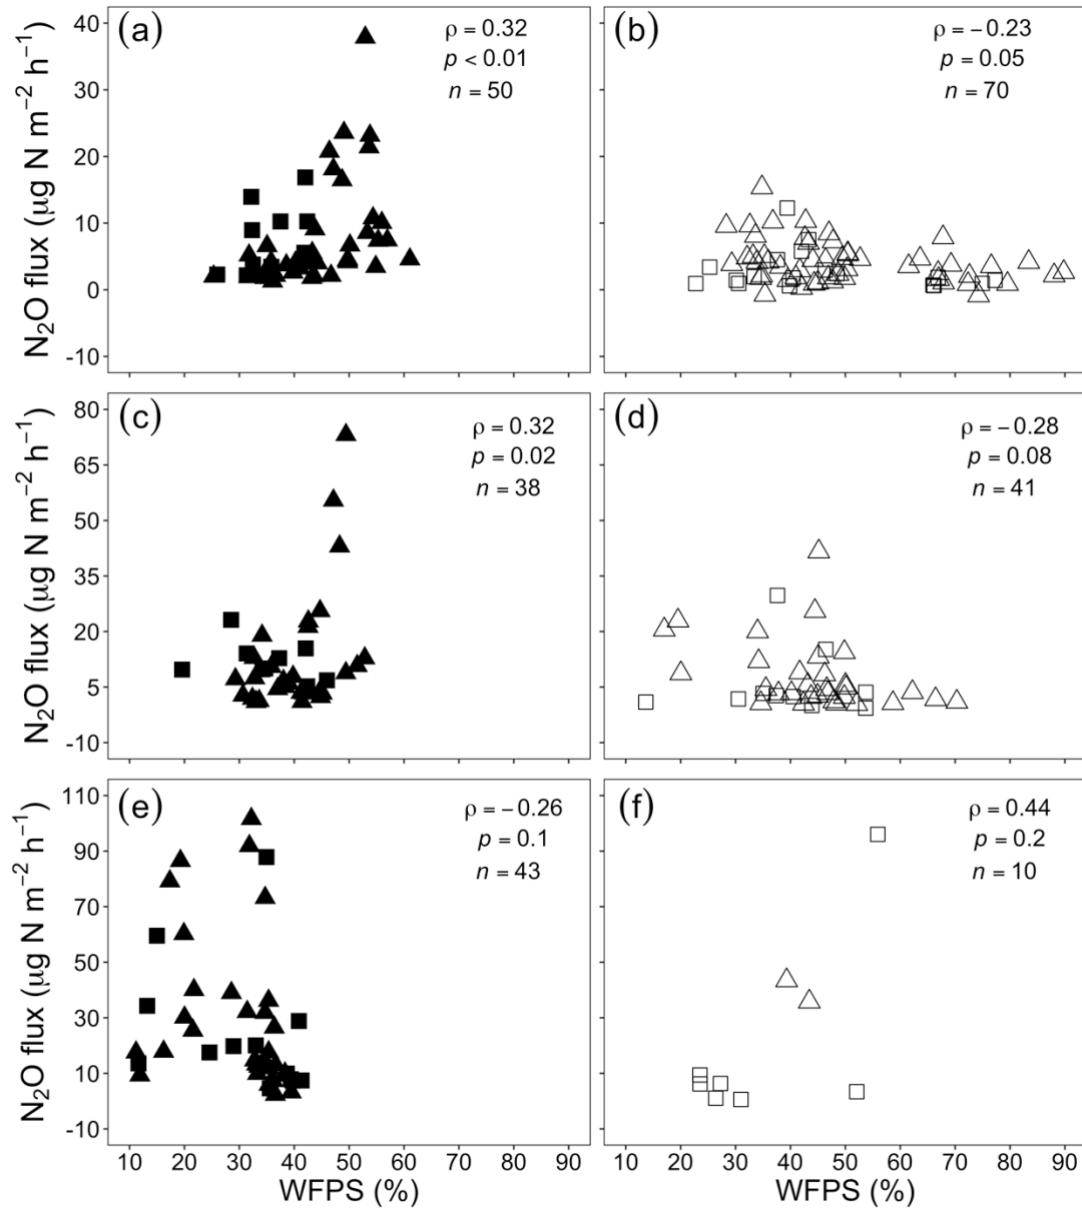 (a)
ρ = 0.32
p < 0.01
n = 50
40
30
20
10
0
-10
N₂O flux (μg N m⁻² h⁻¹)
(b)
ρ = −0.23
p = 0.05
n = 70
(c)
ρ = 0.32
p = 0.02
n = 38
80
65
50
35
20
5
-10
N₂O flux (μg N m⁻² h⁻¹)
(d)
ρ = −0.28
p = 0.08
n = 41
(e)
ρ = −0.26
p = 0.1
n = 43
110
90
70
50
30
10
-10
N₂O flux (μg N m⁻² h⁻¹)
(f)
ρ = 0.44
p = 0.2
n = 10
10 20 30 40 50 60 70 80 90
WFPS (%)
10 20 30 40 50 60 70 80 90
WFPS (%)